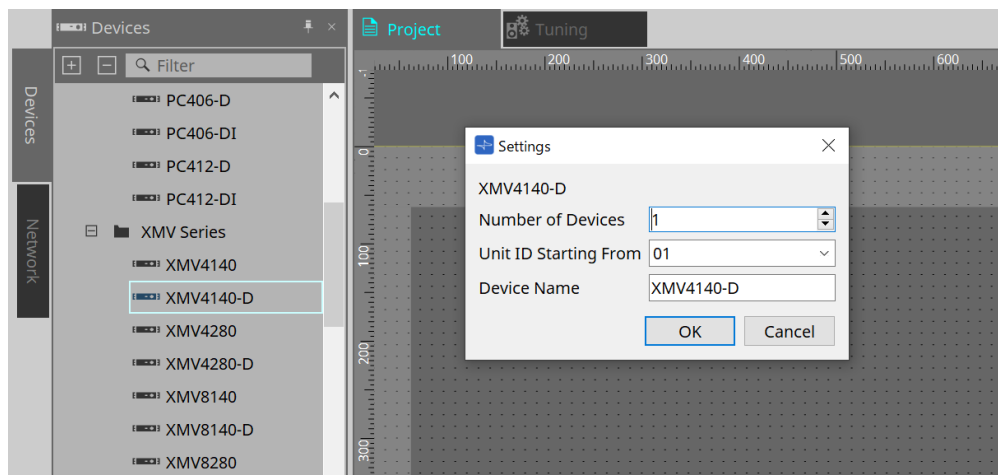 Devices
Filter
Devices
Network
PC406-D
PC406-DI
PC412-D
PC412-DI
XMV Series
XMV4140
XMV4140-D
XMV4280
XMV4280-D
XMV8140
XMV8140-D
XMV8280
Project
Tuning
100 200 300 400 500 600
0
100
200
300
Settings
XMV4140-D
Number of Devices 1
Unit ID Starting From 01
Device Name XMV4140-D
OK Cancel